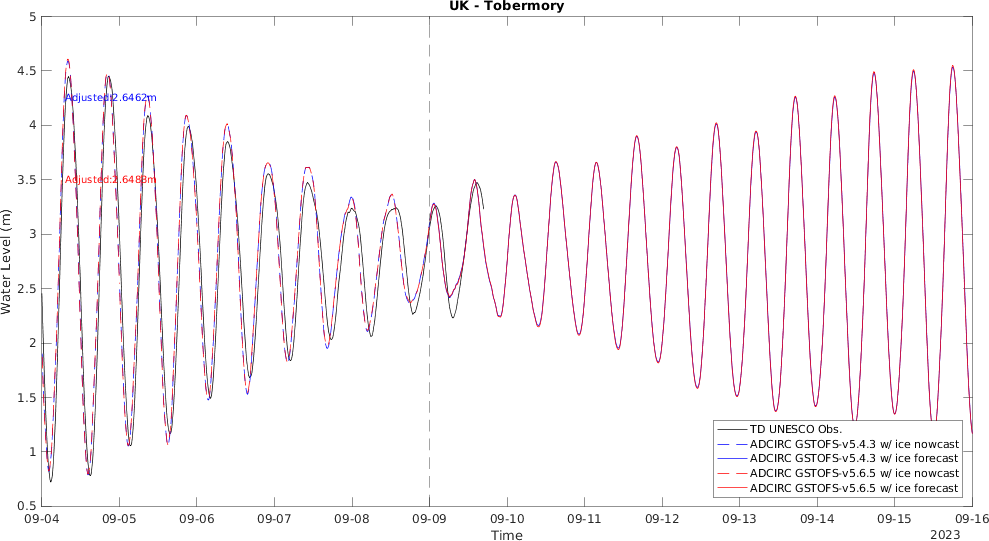 UK - Tobermory
5
4.5
4
3.5
3
2.5
2
1.5
1
0.5
Water Level (m)
Adjusted:2.6462m
Adjusted:2.6483m
TD UNESCO Obs.
ADCIRC GSTOFS-v5.4.3 w/ ice nowcast
ADCIRC GSTOFS-v5.4.3 w/ ice forecast
ADCIRC GSTOFS-v5.6.5 w/ ice nowcast
ADCIRC GSTOFS-v5.6.5 w/ ice forecast
09-04 09-05 09-06 09-07 09-08 09-09 09-10 09-11 09-12 09-13 09-14 09-15 09-16
Time
2023